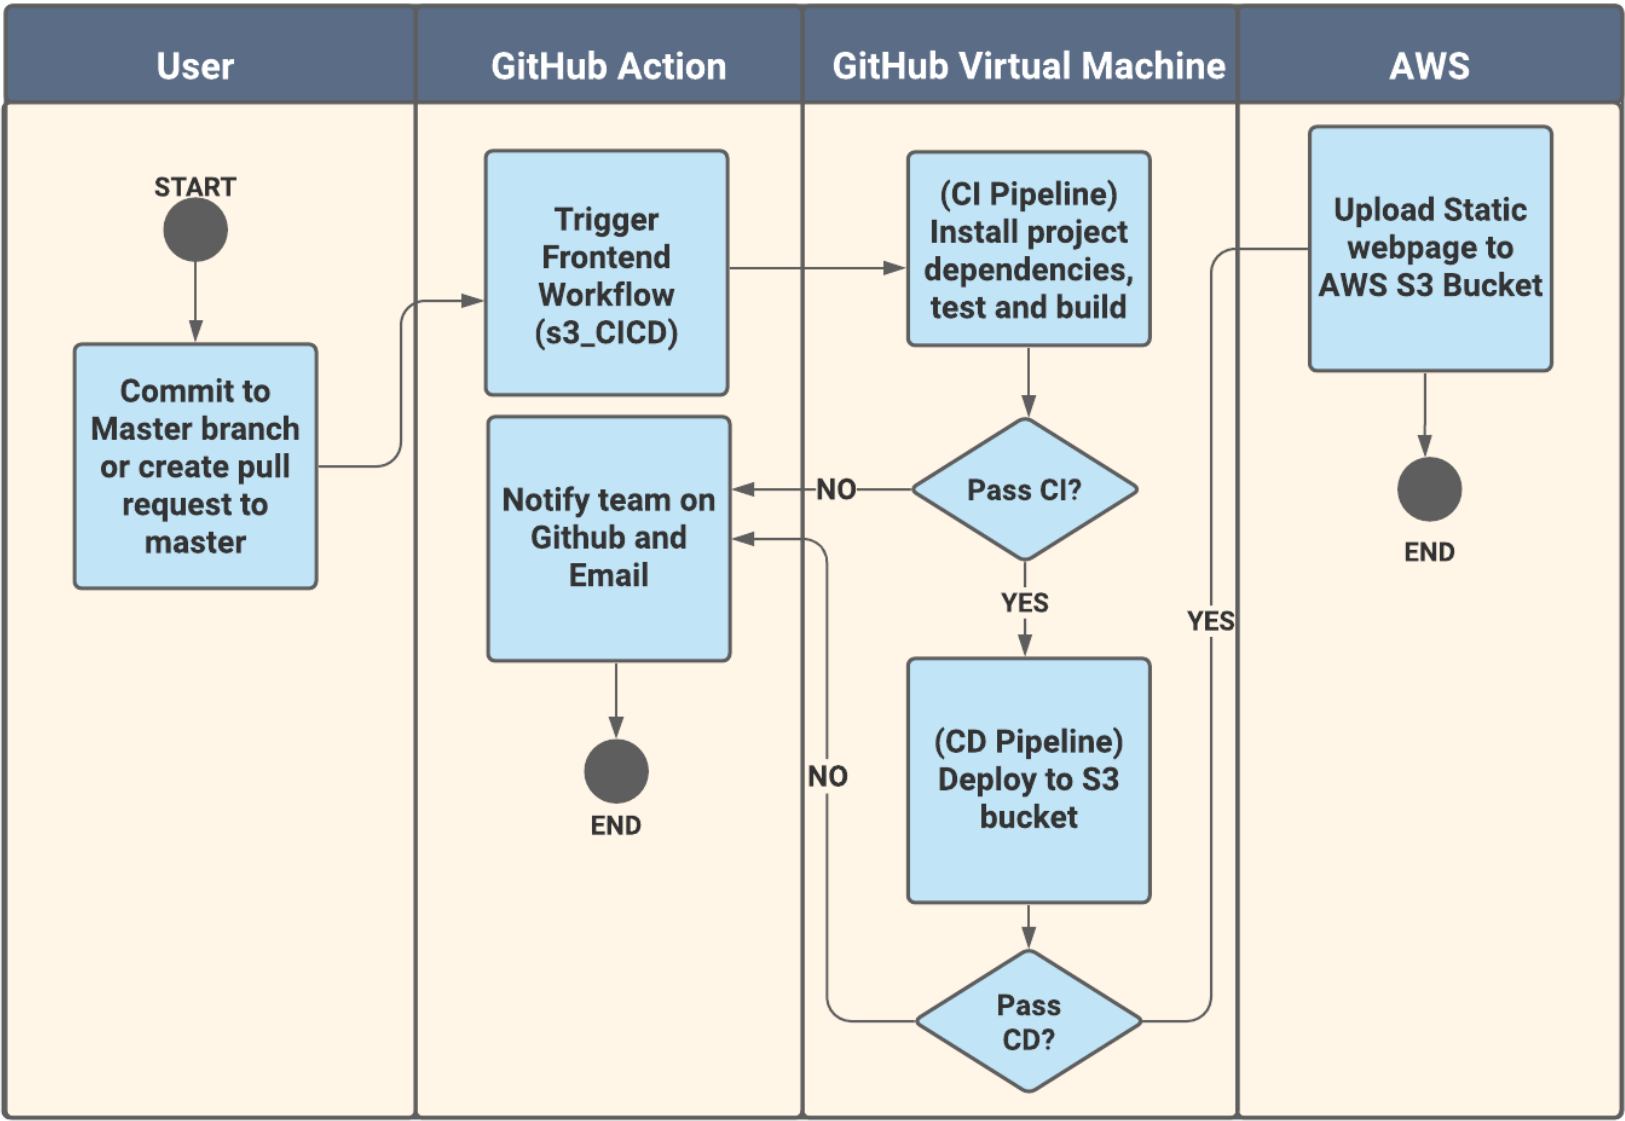 User
GitHub Action
GitHub Virtual Machine
AWS
START
Commit to
Master branch
or create pull
request to
master
Trigger
Frontend
Workflow
(s3_CICD)
Notify team on
Github and
Email
END
(CI Pipeline)
Install project
dependencies,
test and build
Pass CI?
NO
YES
(CD Pipeline)
Deploy to S3
bucket
Pass
CD?
NO
YES
Upload Static
webpage to
AWS S3 Bucket
END